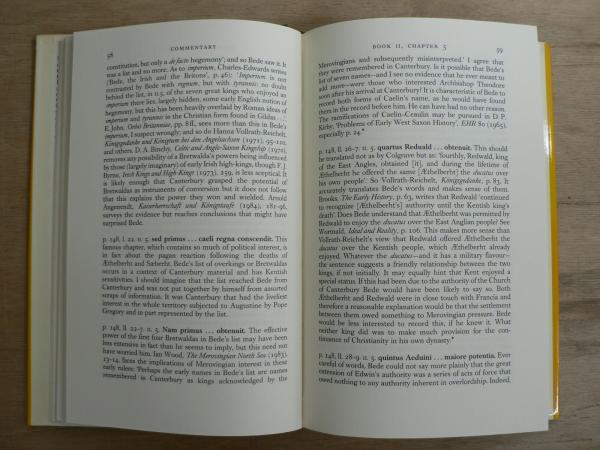 58
COMMENTARY
constitution, but only a de facto hegemony'; and so little wonder that
it was a list and no more. As to imperium, Charles-Edwards writes
'Bede, the Irish and the Britons', p. 46): 'Imperium is not
contrasted by Bede with regnum, but with tyrannus: no doubt
behind the list, in 2. 5, of the seven great kings who enjoyed an
imperium there lies, largely hidden, some early English notion of
hegemony, but this has been heavily overlaid by Roman ideas of
imperium and tyranno is the Christian form found in Gildas . . .'
E. John, Orbis Britanniae, pp. 6ff., sees more than this in Bede's
imperium, I suspect wrongly; and so do Hanna Vollrath-Reichelt,
Königsgedanke und Königtum bei den Angelsachsen (1971), 95–110,
and others. D. A. Binchy, Celtic and Anglo-Saxon Kingship (1970),
removes any possibility of a Bretwalda's powers being influenced
by those (largely imaginary) of early Irish high-kings, though F. J.
Byrne, Irish Kings and High-Kings (1973), 259, is less sceptical. It
is likely enough that Canterbury grasped the potential of
Bretwaldas as instruments of conversion but it does not follow
that this explains the power they won and wielded. Arnold
Angenendt, Kaiserherrschaft und Königstaufe (1984), 181–96,
surveys the evidence but reaches conclusions that might have
surprised Bede.
p. 148, l. 22. n. 5. sed primus . . . caeli regna conscendit. This
famous chapter, which contains so much of political interest, is
in fact about the pagan reaction following the deaths of
Æthelberht and Sæberht. Bede's list of overkings or Bretwaldas
occurs in a context of Canterbury material and has Kentish
sensitivities. I should imagine that the list reached Bede from
Canterbury and was not put together by himself from assorted
scraps of information. It was Canterbury that had the liveliest
interest in the whole territory subjected to Augustine by Pope
Gregory and in part represented by the list.
p. 148, ll. 22–7. n. 5. Nam primus . . . obtenuit. The effective
power of the first four Bretwaldas in Bede's list may have been
less extensive in fact than he seems to imply, but this need not
have worried him. Ian Wood, The Merovingian North Sea (1983),
13–14, faces the implications of Merovingian interest in these
early rulers: 'Perhaps the early names in Bede's list are names
remembered in Canterbury as kings acknowledged by the
BOOK II, CHAPTER 5
59
Merovingians and subsequently misinterpreted.' I agree that
they were remembered in Canterbury. Is it possible that Bede's
list of seven names—and I see no evidence that he ever meant to
add more—were those who interested Archbishop Theodore
soon after his arrival at Canterbury? It is characteristic of Bede to
record both forms of Caelin's name, as he would have found
them in the record before him. He can have had no other reason.
The ramifications of Caelin-Ceawlin may be discussed in D. P.
Kirby, 'Problems of Early West Saxon History', EHR 80 (1965),
especially p. 24.*
p. 148, ll. 26–7. n. 5. quartus Reduald . . . obtenuit. This should
be translated not as by Colgrave but as: 'fourthly, Redwald, king
of the East Angles, obtained [it], and during the lifetime of
Æthelberht he offered the same [Æthelberht] the ducatus over
his own people'. So Vollrath-Reichelt, Königsgedanke, p. 83. It
accurately translates Bede's words and makes sense of them.
Brooks, The Early History, p. 63, writes that Redwald 'continued
to recognize [Æthelberht's] authority until the Kentish king's
death'. Does Bede understand that Æthelberht was permitted by
Redwald to enjoy the ducatus over the East Anglian people? See
Wormald, Ideal and Reality, p. 106. This makes more sense than
Vollrath-Reichelt's view that Redwald offered Æthelberht the
ducatus over the Kentish people, which Æthelberht already
enjoyed. Whatever the ducatus—and it has a military favour—
the sentence suggests a friendly relationship between the two
kings, if not initially. It may equally hint that Kent enjoyed a
special status. If this had been due to the authority of the Church
of Canterbury Bede would have been likely to say so. Both
Æthelberht and Redwald were in close touch with Francia and
therefore a reasonable explanation would be that the settlement
between them owed something to Merovingian pressure. Bede
would be less interested to record this, if he knew it. What
neither king was able to do was to make much provision for the con-
tinuance of Christianity in his own dynasty.*
p. 148, ll. 28–9. n. 5. quintus Aeduini . . . maiore potentia. Ever
careful of words, Bede could not say more plainly that the great
extension of Edwin's authority was a series of acts of force that
owed nothing to any authority inherent in overlordship. Indeed,